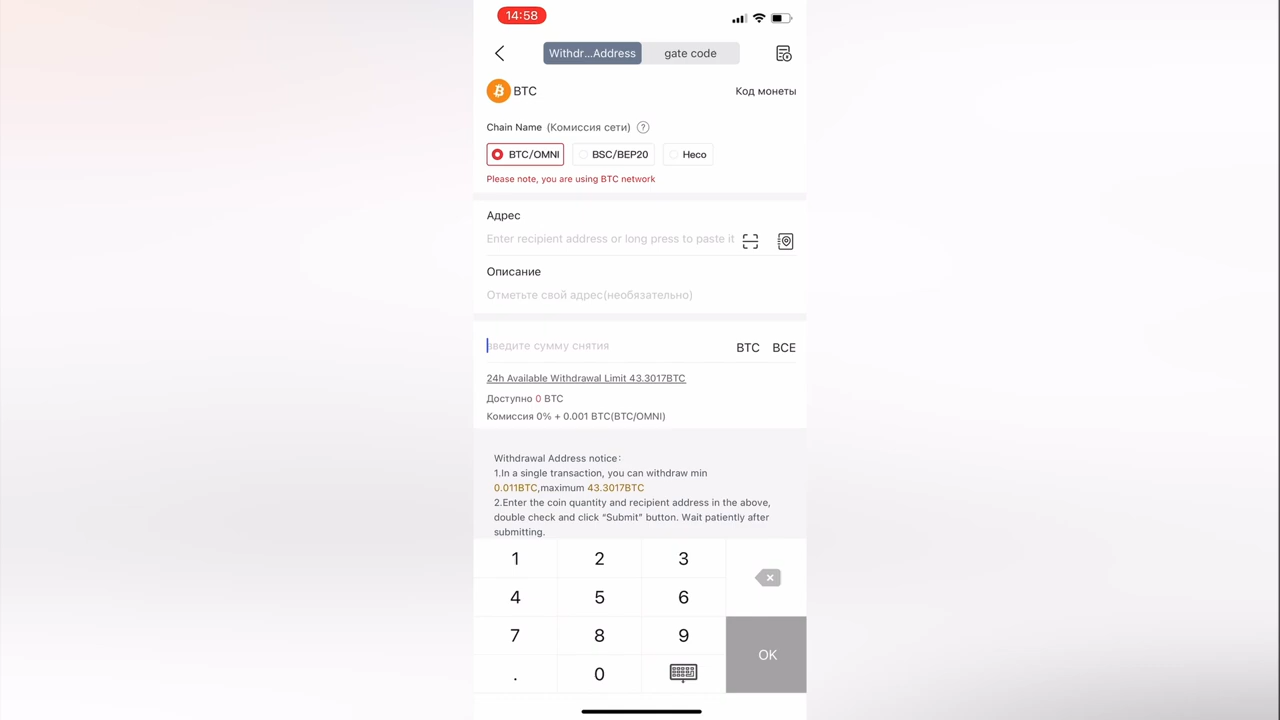 14:58
Withdr...Address
gate code
BTC
Код монеты
Chain Name (Комиссия сети) ?
BTC/OMNI
BSC/BEP20
Heco
Please note, you are using BTC network
Адрес
Enter recipient address or long press to paste it
Описание
Отметьте свой адрес(необязательно)
введите сумму снятия
BTC ВСЕ
24h Available Withdrawal Limit 43.3017BTC
Доступно 0 BTC
Комиссия 0% + 0.001 BTC(BTC/OMNI)
Withdrawal Address notice:
1.In a single transaction, you can withdraw min
0.011BTC,maximum 43.3017BTC
2.Enter the coin quantity and recipient address in the above,
double check and click “Submit” button. Wait patiently after
submitting.
1 2 3
4 5 6
7 8 9
OK
. 0